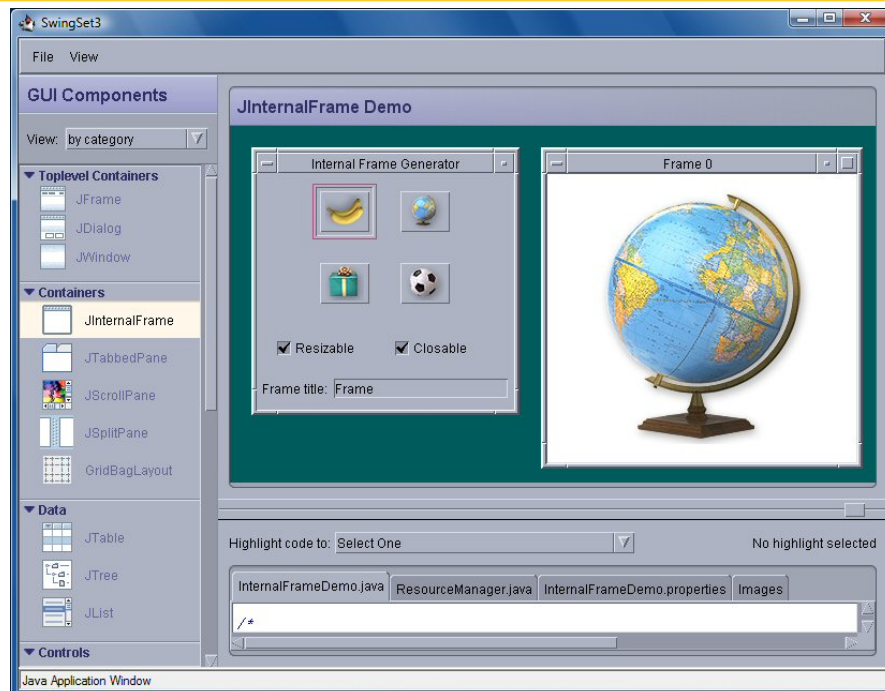 SwingSet3
File View
GUI Components
View: by category
Toplevel Containers
JFrame
JDialog
JWindow
Containers
JInternalFrame
JTabbedPane
JScrollPane
JSplitPane
GridBagLayout
Data
JTable
JTree
JList
Controls
JInternalFrame Demo
Internal Frame Generator
Resizable Closable
Frame title: Frame
Frame 0
Highlight code to: Select One No highlight selected
InternalFrameDemo.java ResourceManager.java InternalFrameDemo.properties Images
/*
Java Application Window